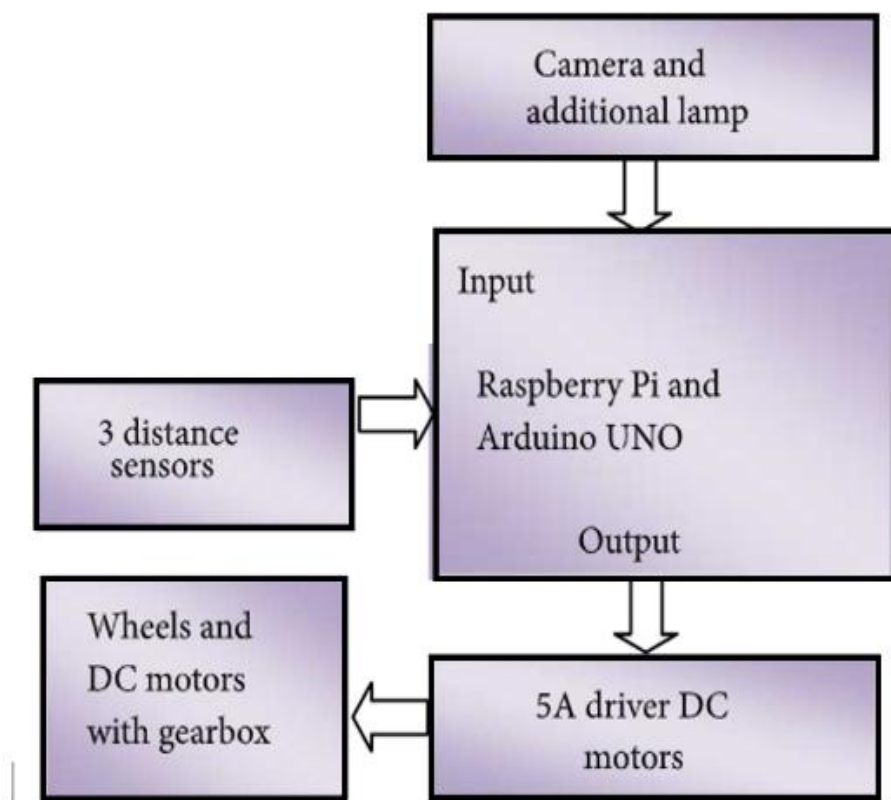 Camera and
additional lamp
Input
Raspberry Pi and
Arduino UNO
Output
3 distance
sensors
Wheels and
DC motors
with gearbox
5A driver DC
motors